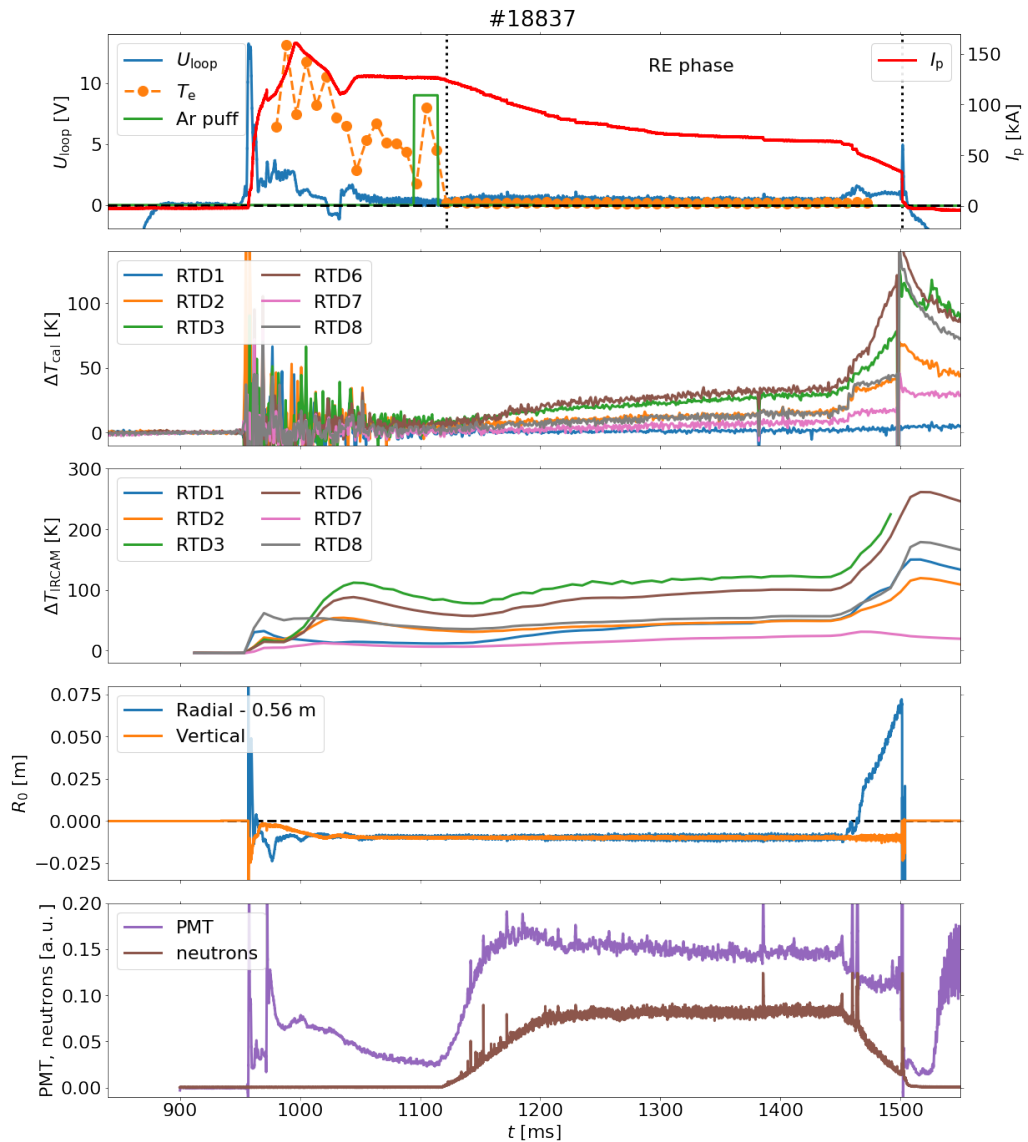 #18837
U_loop
T_e
Ar puff
RE phase
I_p
U_loop [V]
10
5
0
I_p [kA]
150
100
50
0
RTD1 RTD6
RTD2 RTD7
RTD3 RTD8
ΔT_cal [K]
100
50
0
RTD1 RTD6
RTD2 RTD7
RTD3 RTD8
ΔT_IRCAM [K]
300
200
100
0
Radial - 0.56 m
Vertical
R_0 [m]
0.075
0.050
0.025
0.000
−0.025
PMT
neutrons
PMT, neutrons [a. u. ]
0.20
0.15
0.10
0.05
0.00
900 1000 1100 1200 1300 1400 1500
t [ms]